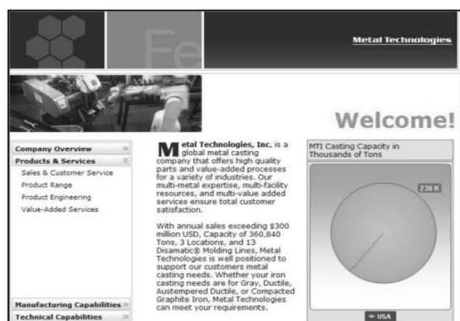 Fe
Metal Technologies
Welcome!
Company Overview
Products & Services
Sales & Customer Service
Product Range
Product Engineering
Value-Added Services
Manufacturing Capabilities
Technical Capabilities
Metal Technologies, Inc. is a
global metal casting
company that offers high quality
parts and value-added processes
for a variety of industries. Our
multi-metal expertise, multi-facility
resources, and multi-value added
services ensure total customer
satisfaction.
With annual sales exceeding $300
million USD, Capacity of 360,840
Tons, 3 Locations, and 13
Disamatic® Molding Lines, Metal
Technologies is well positioned to
support our customers metal
casting needs. Whether your iron
casting needs are for Gray, Ductile,
Austempered Ductile, or Compacted
Graphite Iron, Metal Technologies
can meet your requirements.
MTI Casting Capacity in
Thousands of Tons
238 K
USA